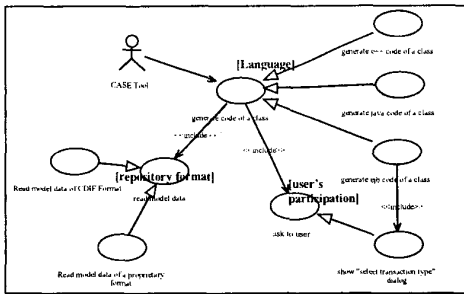 [Language]
generate c++ code of a class
CASE Tool
generate code of a class
generate java code of a class
<<include>>
<<include>>
[repository format]
[user's participation]
generate ejb code of a class
Read model data of CDIF Format
read model data
<<include>>
ask to user
Read model data of a proprietary format
show "select transaction type" dialog